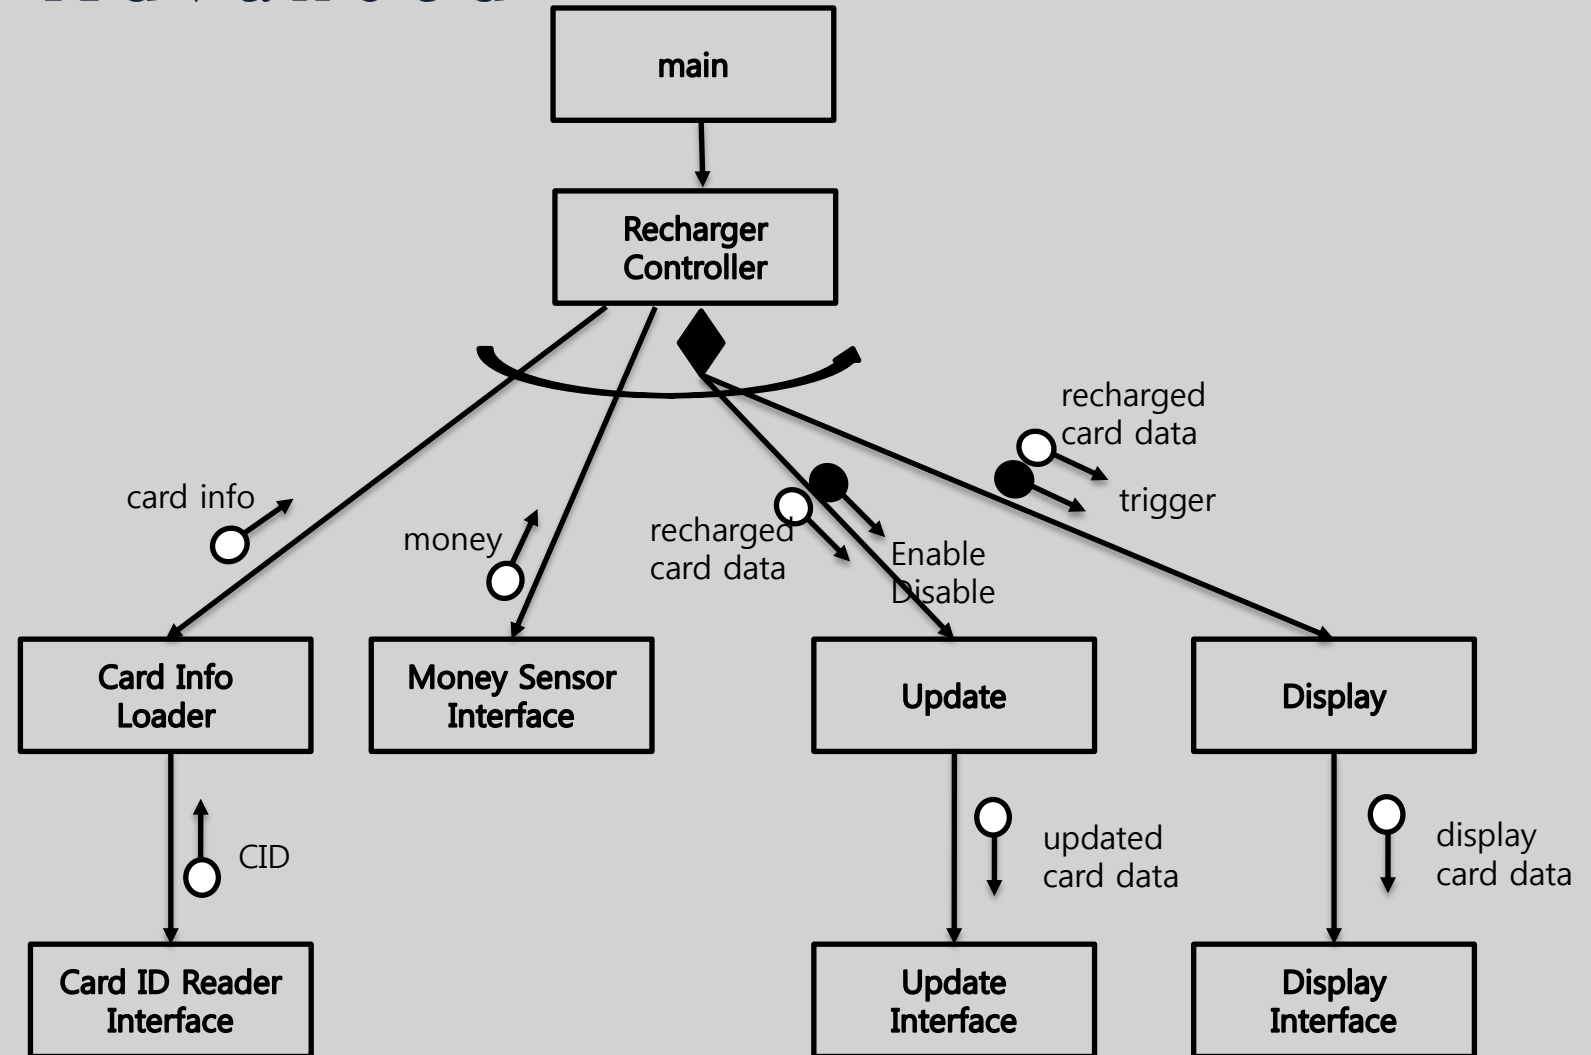 main
Recharger
Controller
recharged
card data
trigger
card info
money
recharged
card data
Enable
Disable
Card Info
Loader
Money Sensor
Interface
Update
Display
CID
updated
card data
display
card data
Card ID Reader
Interface
Update
Interface
Display
Interface